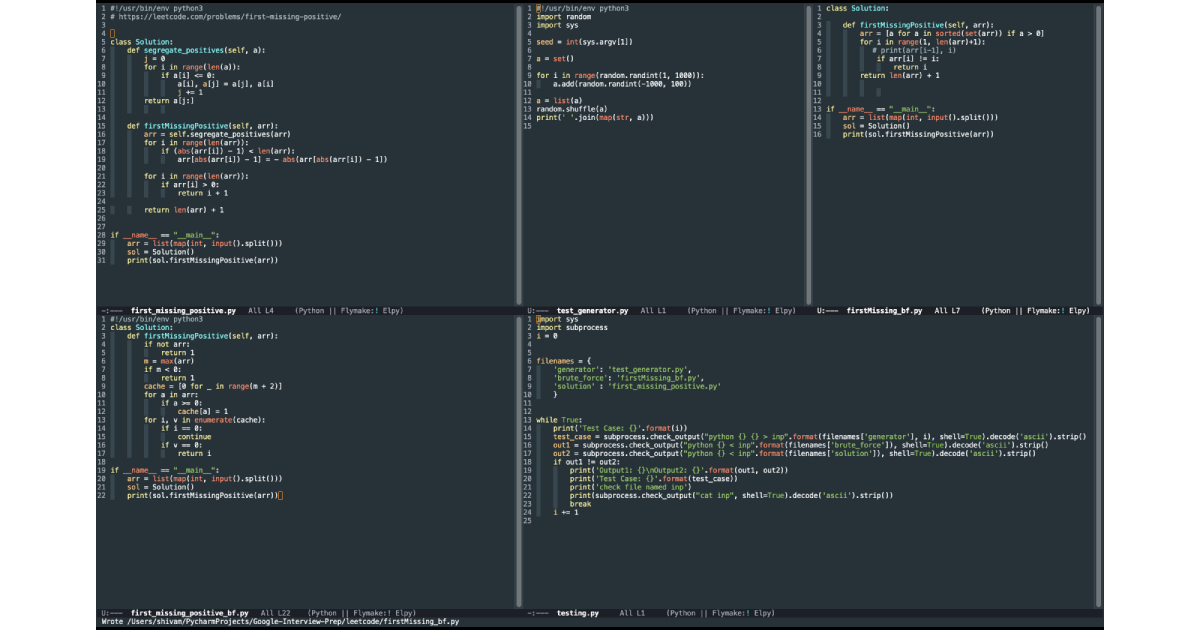 1 #!/usr/bin/env python3
2 # https://leetcode.com/problems/first-missing-positive/
3
4
5 class Solution:
6     def segregate_positives(self, a):
7         j = 0
8         for i in range(len(a)):
9             if a[i] <= 0:
10                 a[i], a[j] = a[j], a[i]
11                 j += 1
12         return a[j:]
13
14
15     def firstMissingPositive(self, arr):
16         arr = self.segregate_positives(arr)
17         for i in range(len(arr)):
18             if (abs(arr[i]) - 1) < len(arr):
19                 arr[abs(arr[i]) - 1] = - abs(arr[abs(arr[i]) - 1])
20
21         for i in range(len(arr)):
22             if arr[i] > 0:
23                 return i + 1
24
25         return len(arr) + 1
26
27
28 if __name__ == "__main__":
29     arr = list(map(int, input().split()))
30     sol = Solution()
31     print(sol.firstMissingPositive(arr))
-:--- first_missing_positive.py All L4 (Python || Flymake:! Elpy)
1 #!/usr/bin/env python3
2 import random
3 import sys
4
5 seed = int(sys.argv[1])
6
7 a = set()
8
9 for i in range(random.randint(1, 1000)):
10     a.add(random.randint(-1000, 100))
11
12 a = list(a)
13 random.shuffle(a)
14 print(' '.join(map(str, a)))
15
U:--- test_generator.py All L1 (Python || Flymake:! Elpy)
1 class Solution:
2
3     def firstMissingPositive(self, arr):
4         arr = [a for a in sorted(set(arr)) if a > 0]
5         for i in range(1, len(arr)+1):
6             # print(arr[i-1], i)
7             if arr[i] != i:
8                 return i
9         return len(arr) + 1
10
11
12
13 if __name__ == "__main__":
14     arr = list(map(int, input().split()))
15     sol = Solution()
16     print(sol.firstMissingPositive(arr))
U:--- firstMissing_bf.py All L7 (Python || Flymake:! Elpy)
1 #!/usr/bin/env python3
2 class Solution:
3     def firstMissingPositive(self, arr):
4         if not arr:
5             return 1
6         m = max(arr)
7         if m < 0:
8             return 1
9         cache = [0 for _ in range(m + 2)]
10         for a in arr:
11             if a >= 0:
12                 cache[a] = 1
13         for i, v in enumerate(cache):
14             if i == 0:
15                 continue
16             if v == 0:
17                 return i
18
19 if __name__ == "__main__":
20     arr = list(map(int, input().split()))
21     sol = Solution()
22     print(sol.firstMissingPositive(arr))
U:--- first_missing_positive_bf.py All L22 (Python || Flymake:! Elpy)
1 import sys
2 import subprocess
3 i = 0
4
5
6 filenames = {
7     'generator': 'test_generator.py',
8     'brute_force': 'firstMissing_bf.py',
9     'solution' : 'first_missing_positive.py'
10     }
11
12
13 while True:
14     print('Test Case: {}'.format(i))
15     test_case = subprocess.check_output("python {} {} > inp".format(filenames['generator'], i), shell=True).decode('ascii').strip()
16     out1 = subprocess.check_output("python {} < inp".format(filenames['brute_force']), shell=True).decode('ascii').strip()
17     out2 = subprocess.check_output("python {} < inp".format(filenames['solution']), shell=True).decode('ascii').strip()
18     if out1 != out2:
19         print('Output1: {}\nOutput2: {}'.format(out1, out2))
20         print('Test Case: {}'.format(test_case))
21         print('check file named inp')
22         print(subprocess.check_output("cat inp", shell=True).decode('ascii').strip())
23         break
24     i += 1
25
-:--- testing.py All L1 (Python || Flymake:! Elpy)
Wrote /Users/shivam/PycharmProjects/Google-Interview-Prep/leetcode/firstMissing_bf.py